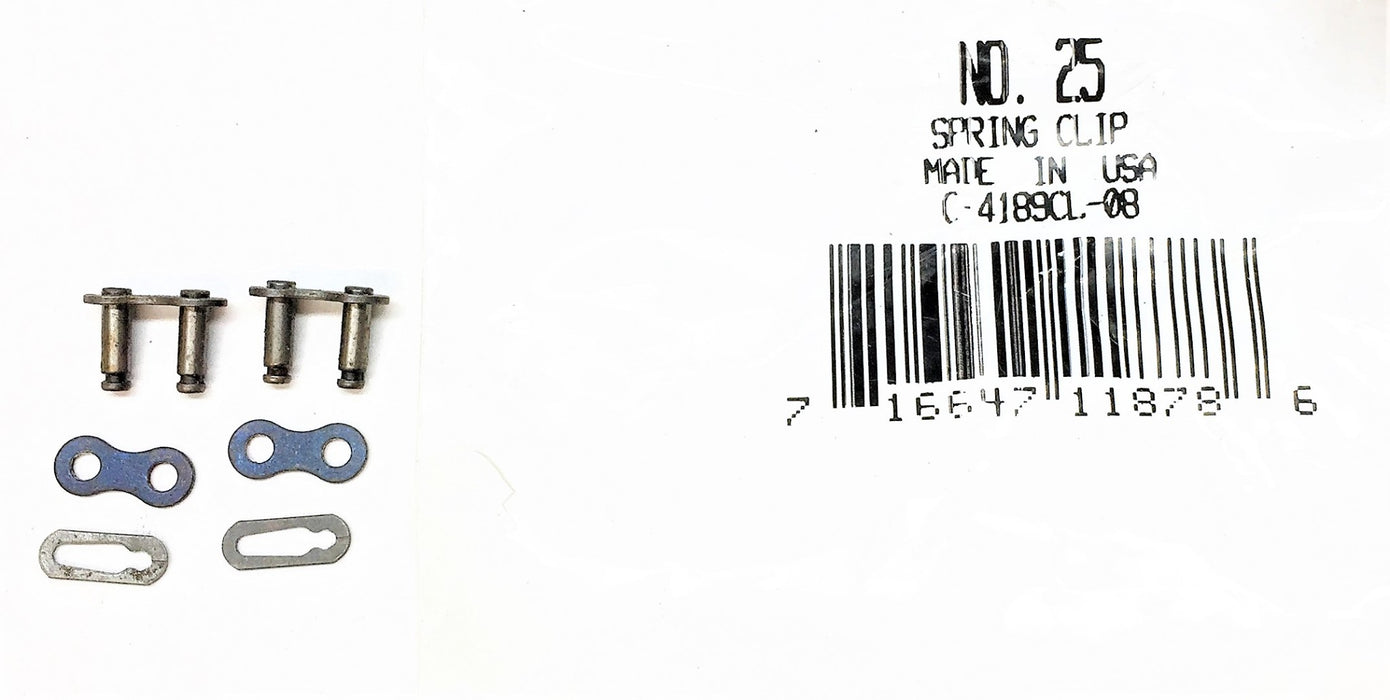 NO. 25
SPRING CLIP
MADE IN USA
C-4189CL-08
7 16647 11878 6